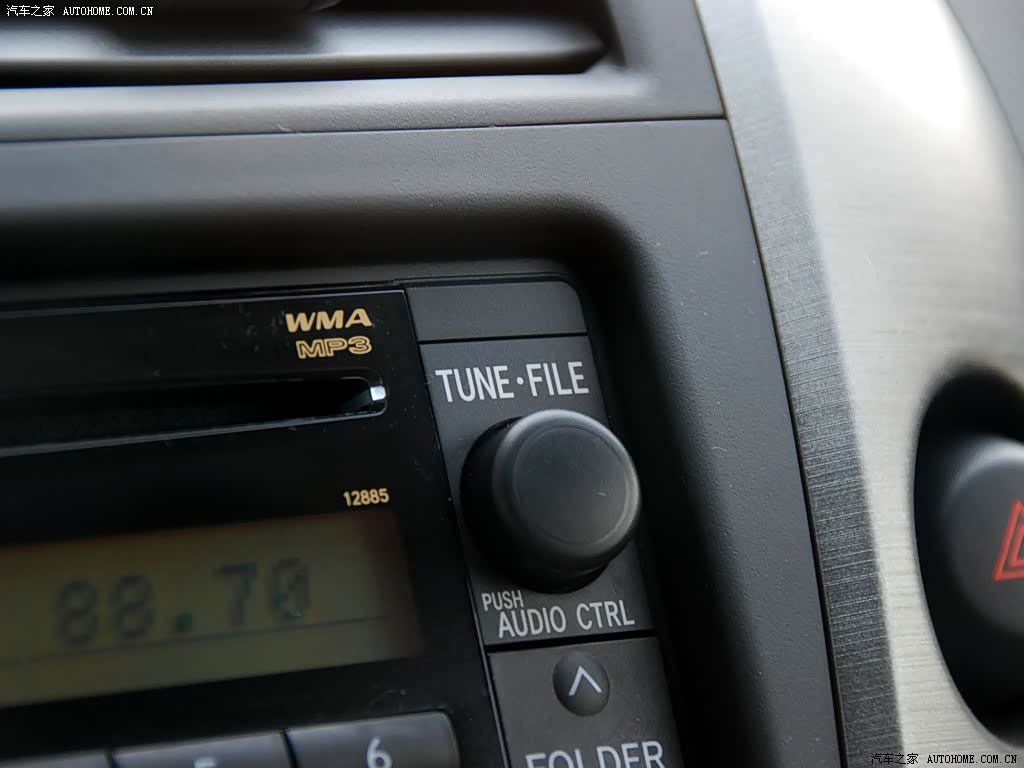 汽车之家 AUTOHOME.COM.CN
WMA
MP3
TUNE·FILE
12885
88.70
PUSH
AUDIO CTRL
6
FOLDER
汽车之家 AUTOHOME.COM.CN